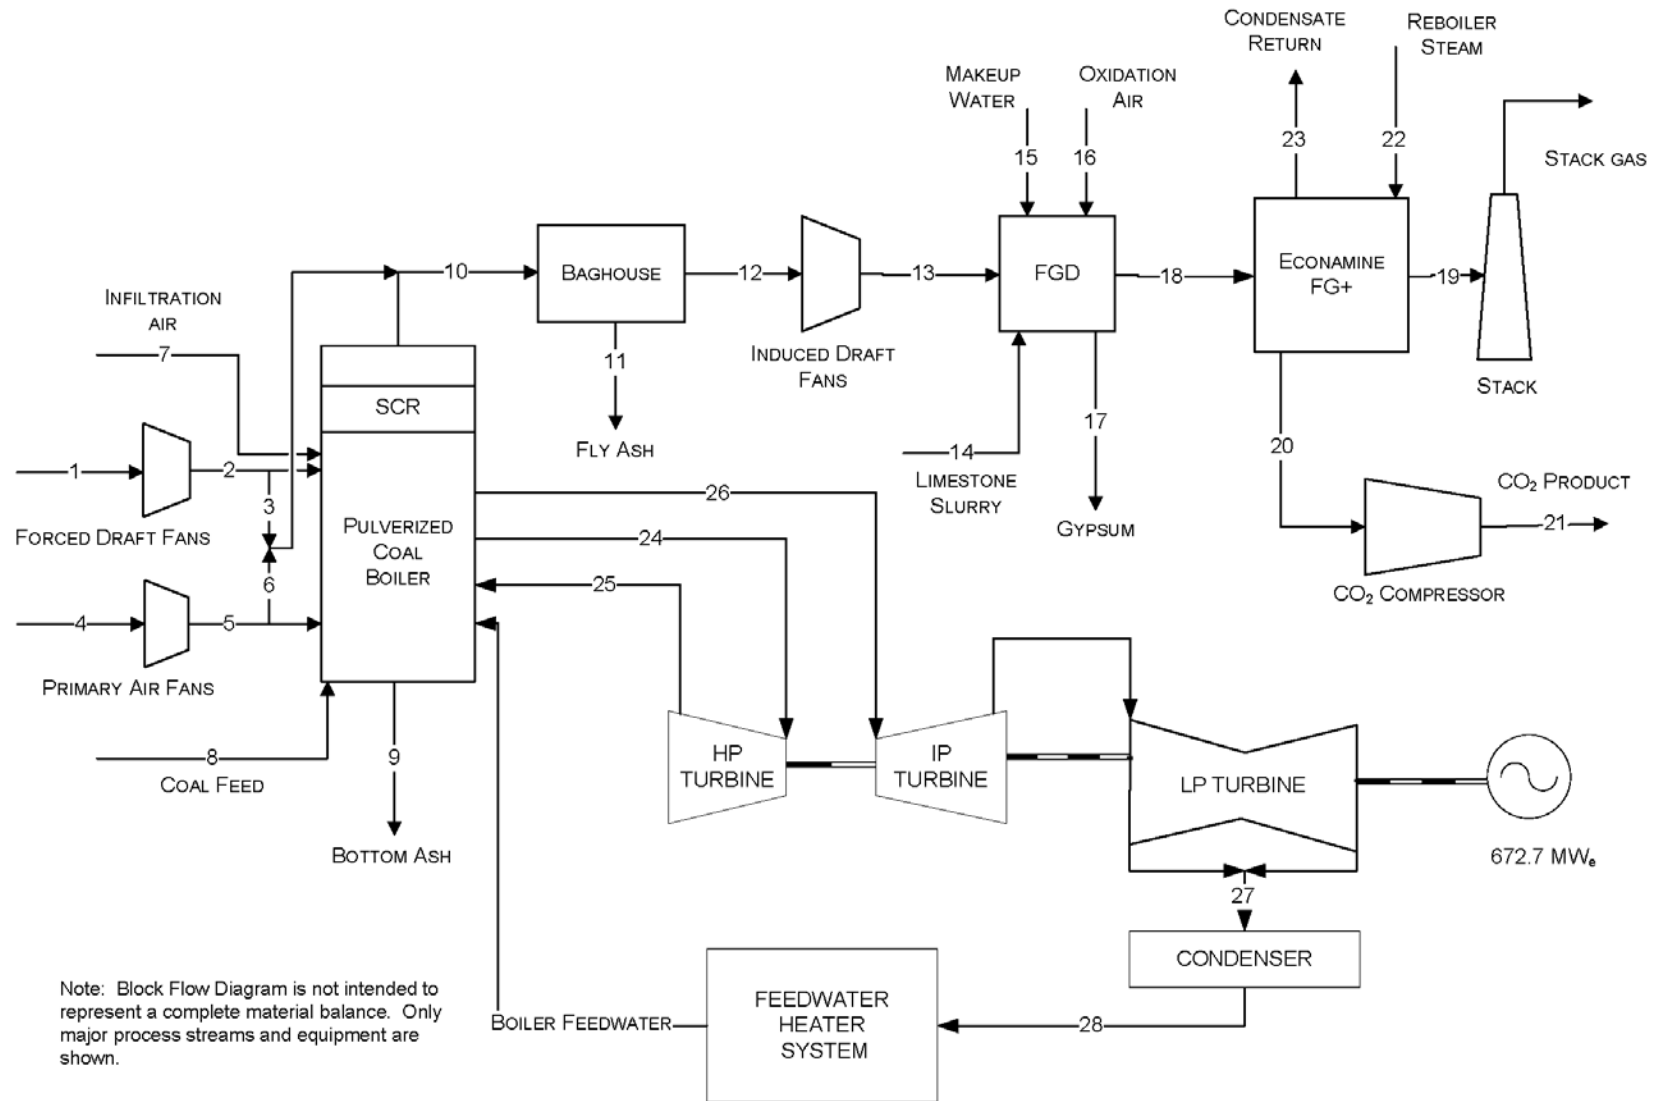 CONDENSATE
RETURN
REBOILER
STEAM
MAKEUP
WATER
OXIDATION
AIR
23
22
15
16
STACK GAS
INFILTRATION
AIR
7
10
BAGHOUSE
12
13
FGD
18
ECONAMINE
FG+
19
INDUCED DRAFT
FANS
11
STACK
SCR
FLY ASH
14
LIMESTONE
SLURRY
17
GYPSUM
20
CO₂ PRODUCT
21
CO₂ COMPRESSOR
1
2
3
FORCED DRAFT FANS
PULVERIZED
COAL
BOILER
26
24
25
6
4
5
PRIMARY AIR FANS
8
COAL FEED
9
BOTTOM ASH
HP
TURBINE
IP
TURBINE
LP TURBINE
672.7 MWe
27
CONDENSER
28
FEEDWATER
HEATER
SYSTEM
BOILER FEEDWATER
Note: Block Flow Diagram is not intended to
represent a complete material balance. Only
major process streams and equipment are
shown.